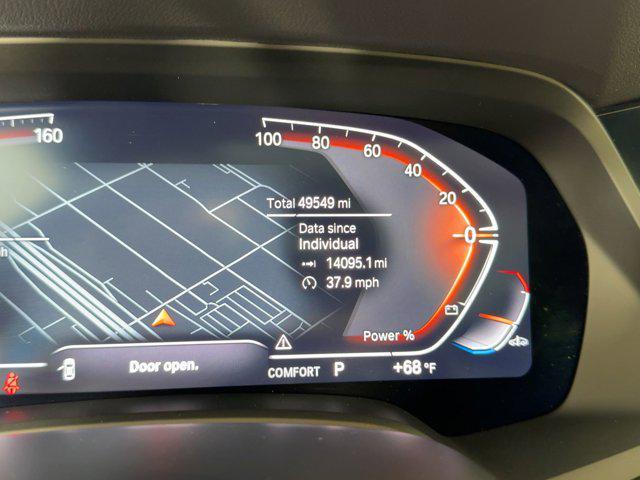 160
100
80
60
40
20
0
Total 49549 mi
Data since
Individual
14095.1 mi
37.9 mph
Power %
Door open.
COMFORT P +68 °F